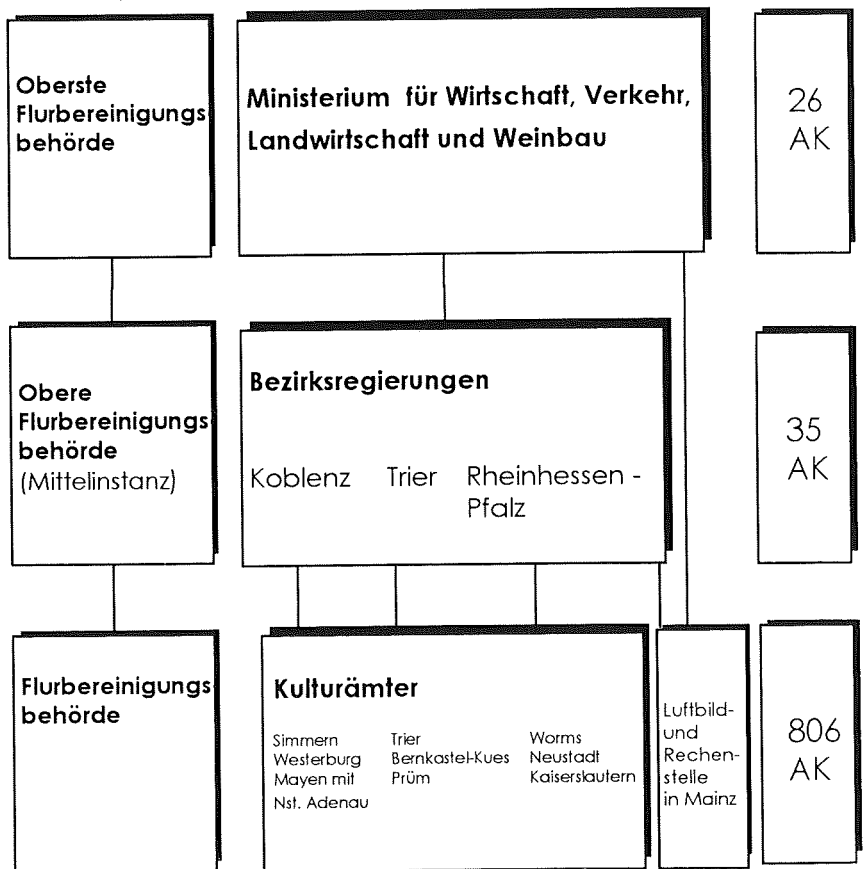 Oberste
Flurbereinigungs
behörde
Ministerium für Wirtschaft, Verkehr,
Landwirtschaft und Weinbau
26
AK
Obere
Flurbereinigungs
behörde
(Mittelinstanz)
Bezirksregierungen
Koblenz Trier Rheinhessen -
Pfalz
35
AK
Flurbereinigungs
behörde
Kulturämter
Simmern Trier Worms
Westerburg Bernkastel-Kues Neustadt
Mayen mit Prüm Kaiserslautern
Nst. Adenau
Luftbild-
und
Rechen-
stelle
in Mainz
806
AK